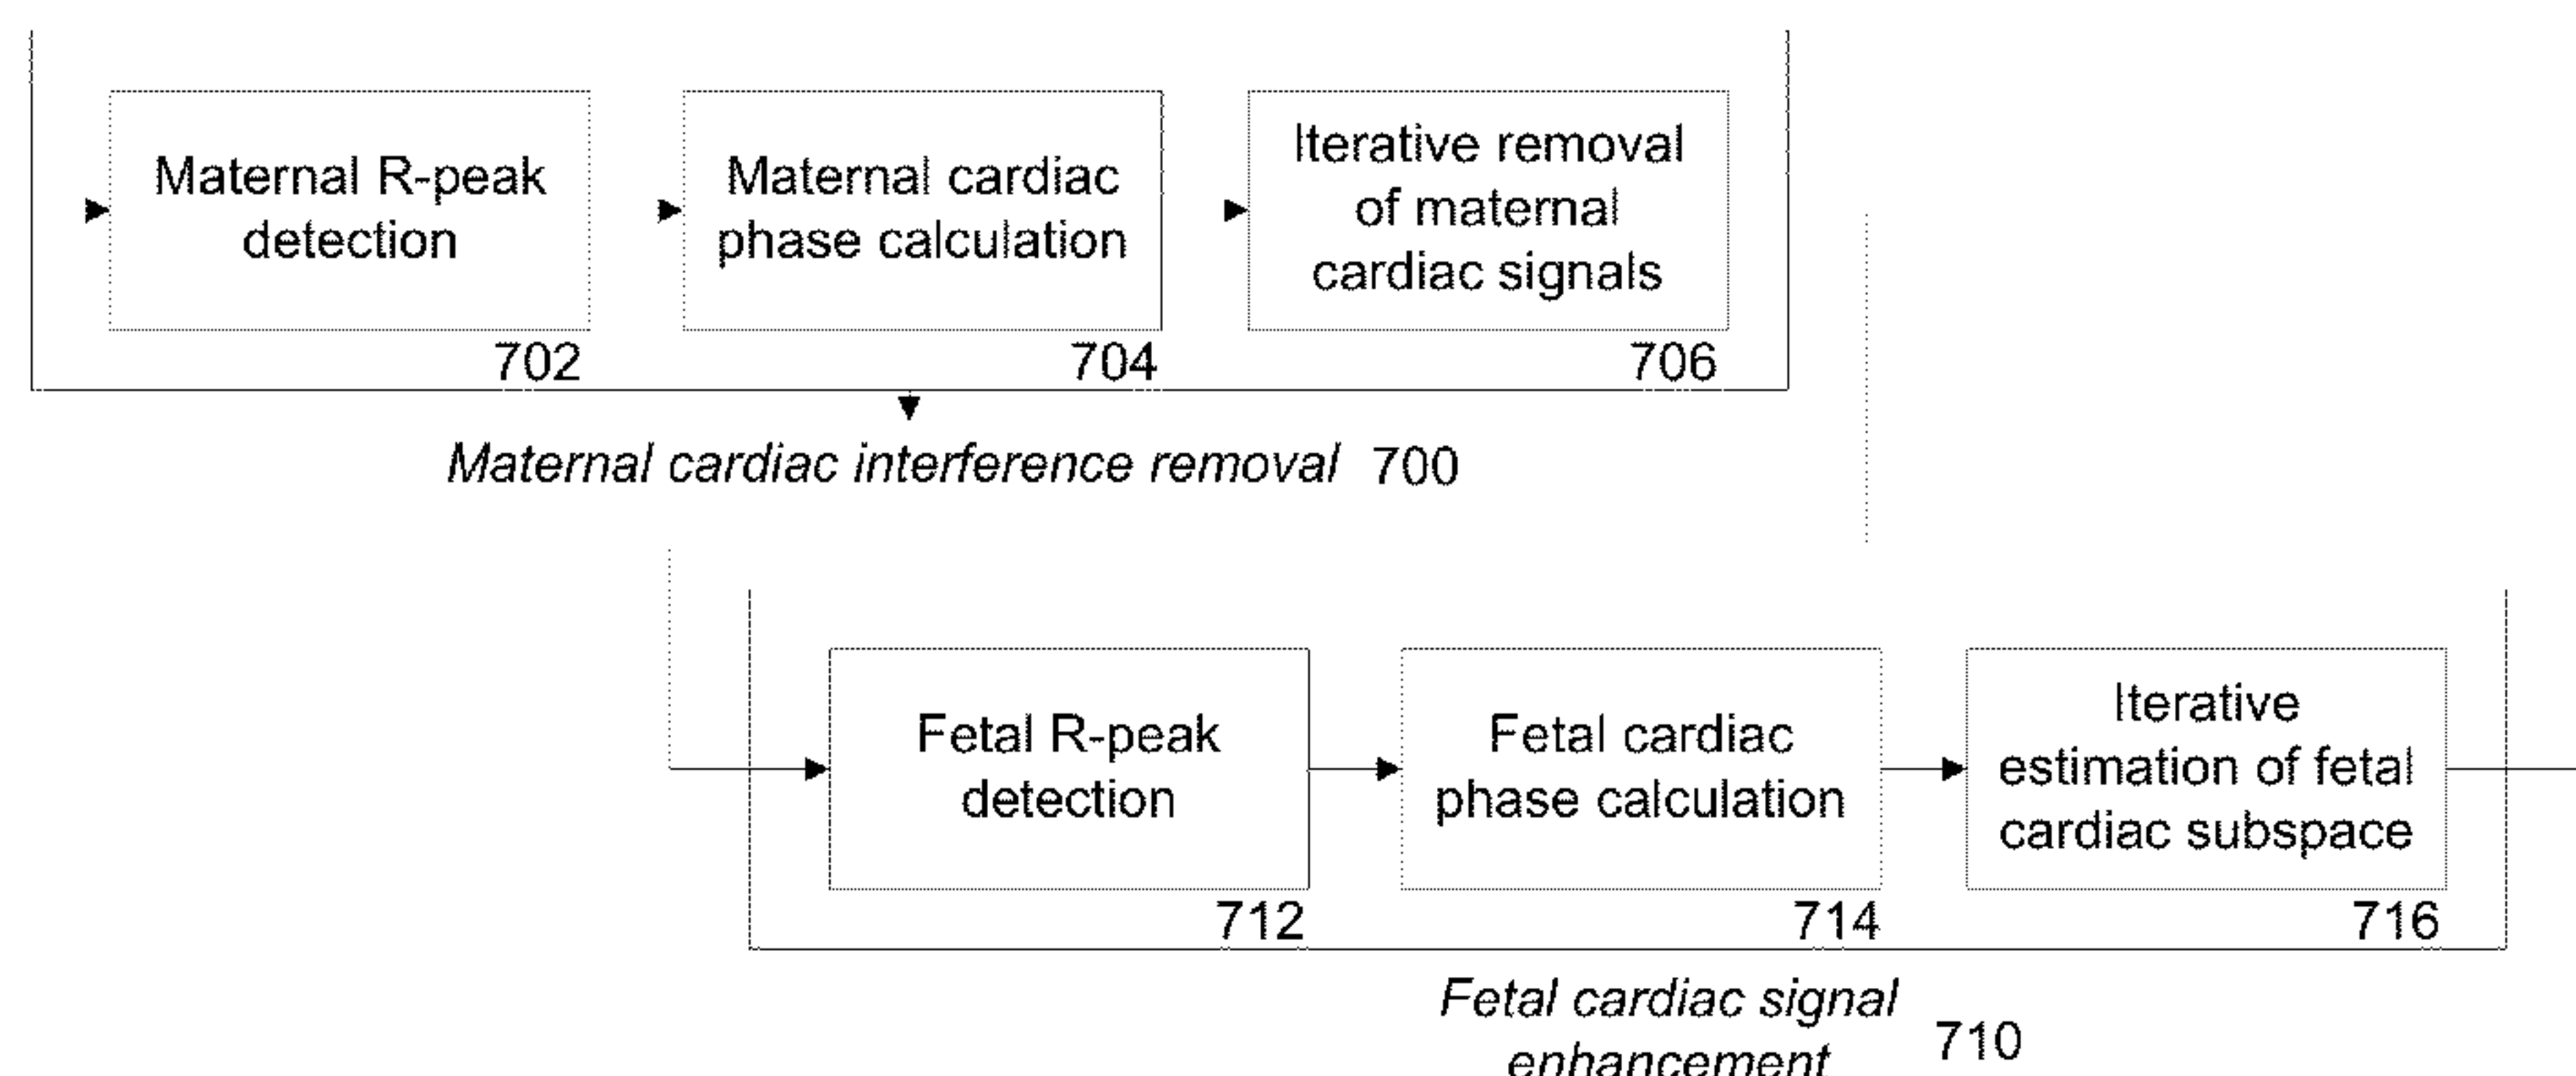 Maternal R-peak
detection
702
Maternal cardiac
phase calculation
704
Iterative removal
of maternal
cardiac signals
706
Maternal cardiac interference removal 700
Fetal R-peak
detection
712
Fetal cardiac
phase calculation
714
Iterative
estimation of fetal
cardiac subspace
716
Fetal cardiac signal
enhancement
710